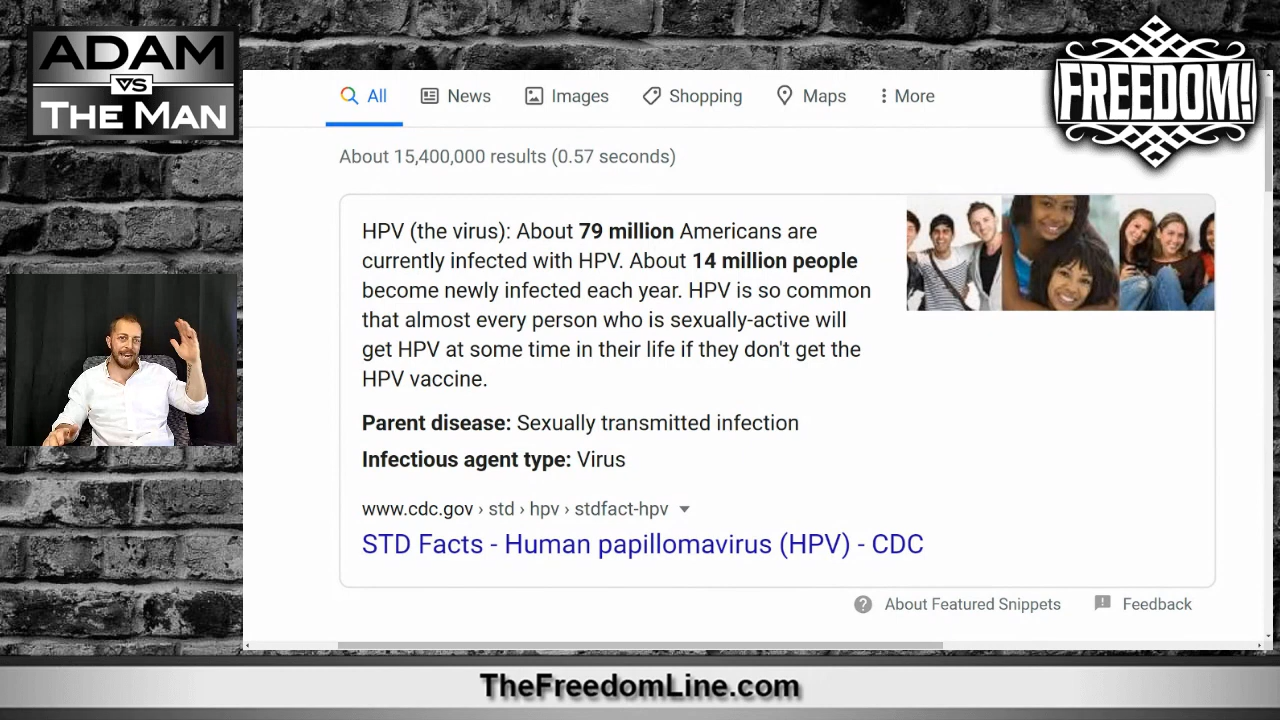 ADAM
VS
THE MAN
FREEDOM!
All News Images Shopping Maps More
About 15,400,000 results (0.57 seconds)
HPV (the virus): About 79 million Americans are
currently infected with HPV. About 14 million people
become newly infected each year. HPV is so common
that almost every person who is sexually-active will
get HPV at some time in their life if they don't get the
HPV vaccine.
Parent disease: Sexually transmitted infection
Infectious agent type: Virus
www.cdc.gov › std › hpv › stdfact-hpv
STD Facts - Human papillomavirus (HPV) - CDC
About Featured Snippets Feedback
TheFreedomLine.com